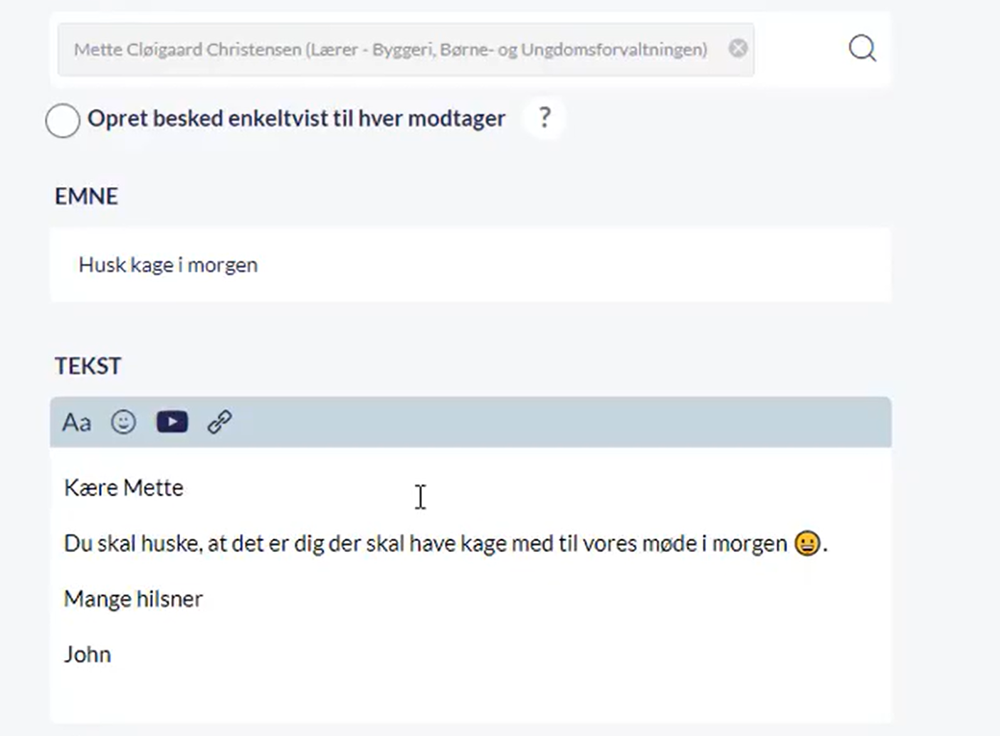 Mette Cløigaard Christensen (Lærer - Byggeri, Børne- og Ungdomsforvaltningen)
Opret besked enkeltvist til hver modtager ?
EMNE
Husk kage i morgen
TEKST
Aa
Kære Mette
Du skal huske, at det er dig der skal have kage med til vores møde i morgen 😀.
Mange hilsner
John